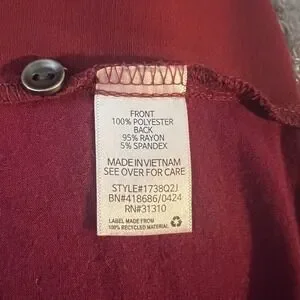 FRONT
100% POLYESTER
BACK
95% RAYON
5% SPANDEX
MADE IN VIETNAM
SEE OVER FOR CARE
STYLE#1738Q2J
BN#418686/0424
RN#31310
LABEL MADE FROM
100% RECYCLED MATERIAL